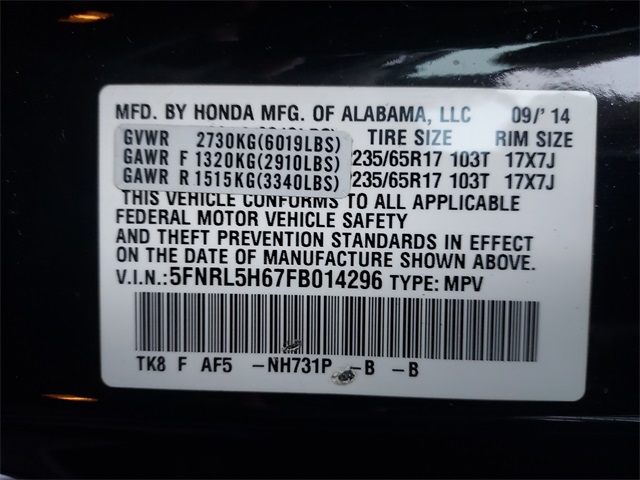 MFD. BY HONDA MFG. OF ALABAMA, LLC 09/'14
GVWR 2730KG(6019LBS) TIRE SIZE RIM SIZE
GAWR F 1320KG(2910LBS) P235/65R17 103T 17X7J
GAWR R 1515KG(3340LBS) P235/65R17 103T 17X7J
THIS VEHICLE CONFORMS TO ALL APPLICABLE
FEDERAL MOTOR VEHICLE SAFETY
AND THEFT PREVENTION STANDARDS IN EFFECT
ON THE DATE OF MANUFACTURE SHOWN ABOVE.
V.I.N.:5FNRL5H67FB014296 TYPE: MPV
TK8 F AF5 -NH731P -B -B